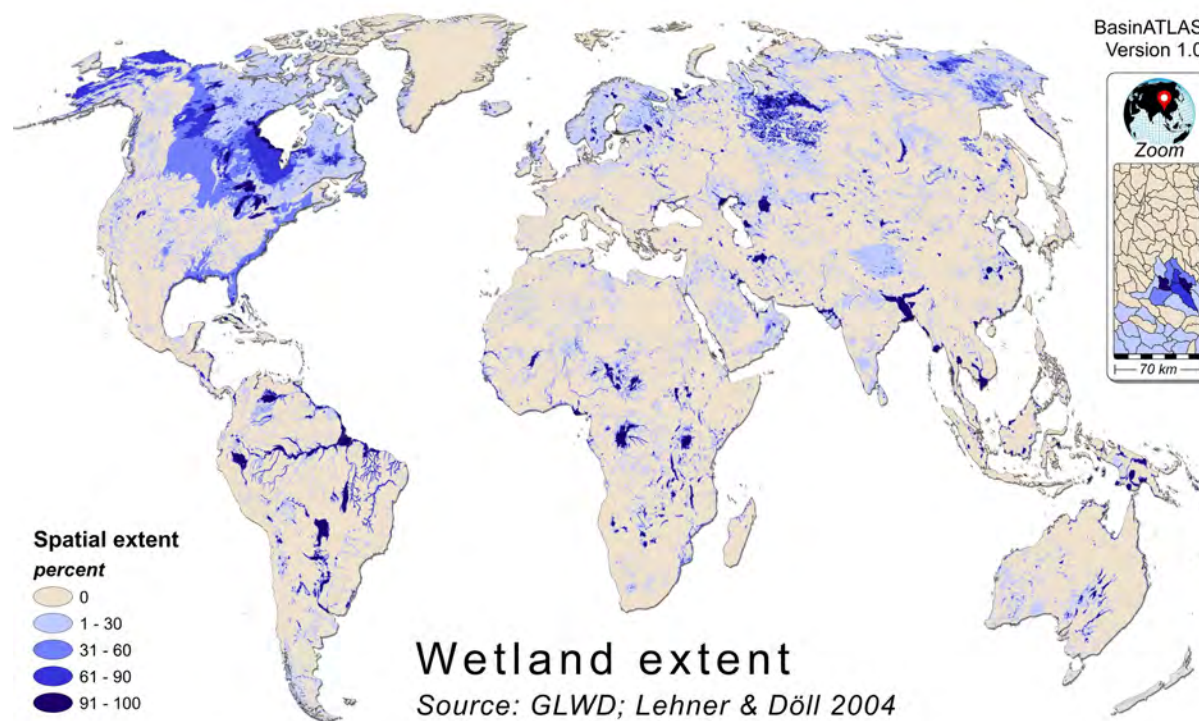 BasinATLAS
Version 1.0
Zoom
70 km
Spatial extent
percent
0
1 - 30
31 - 60
61 - 90
91 - 100
Wetland extent
Source: GLWD; Lehner & Döll 2004